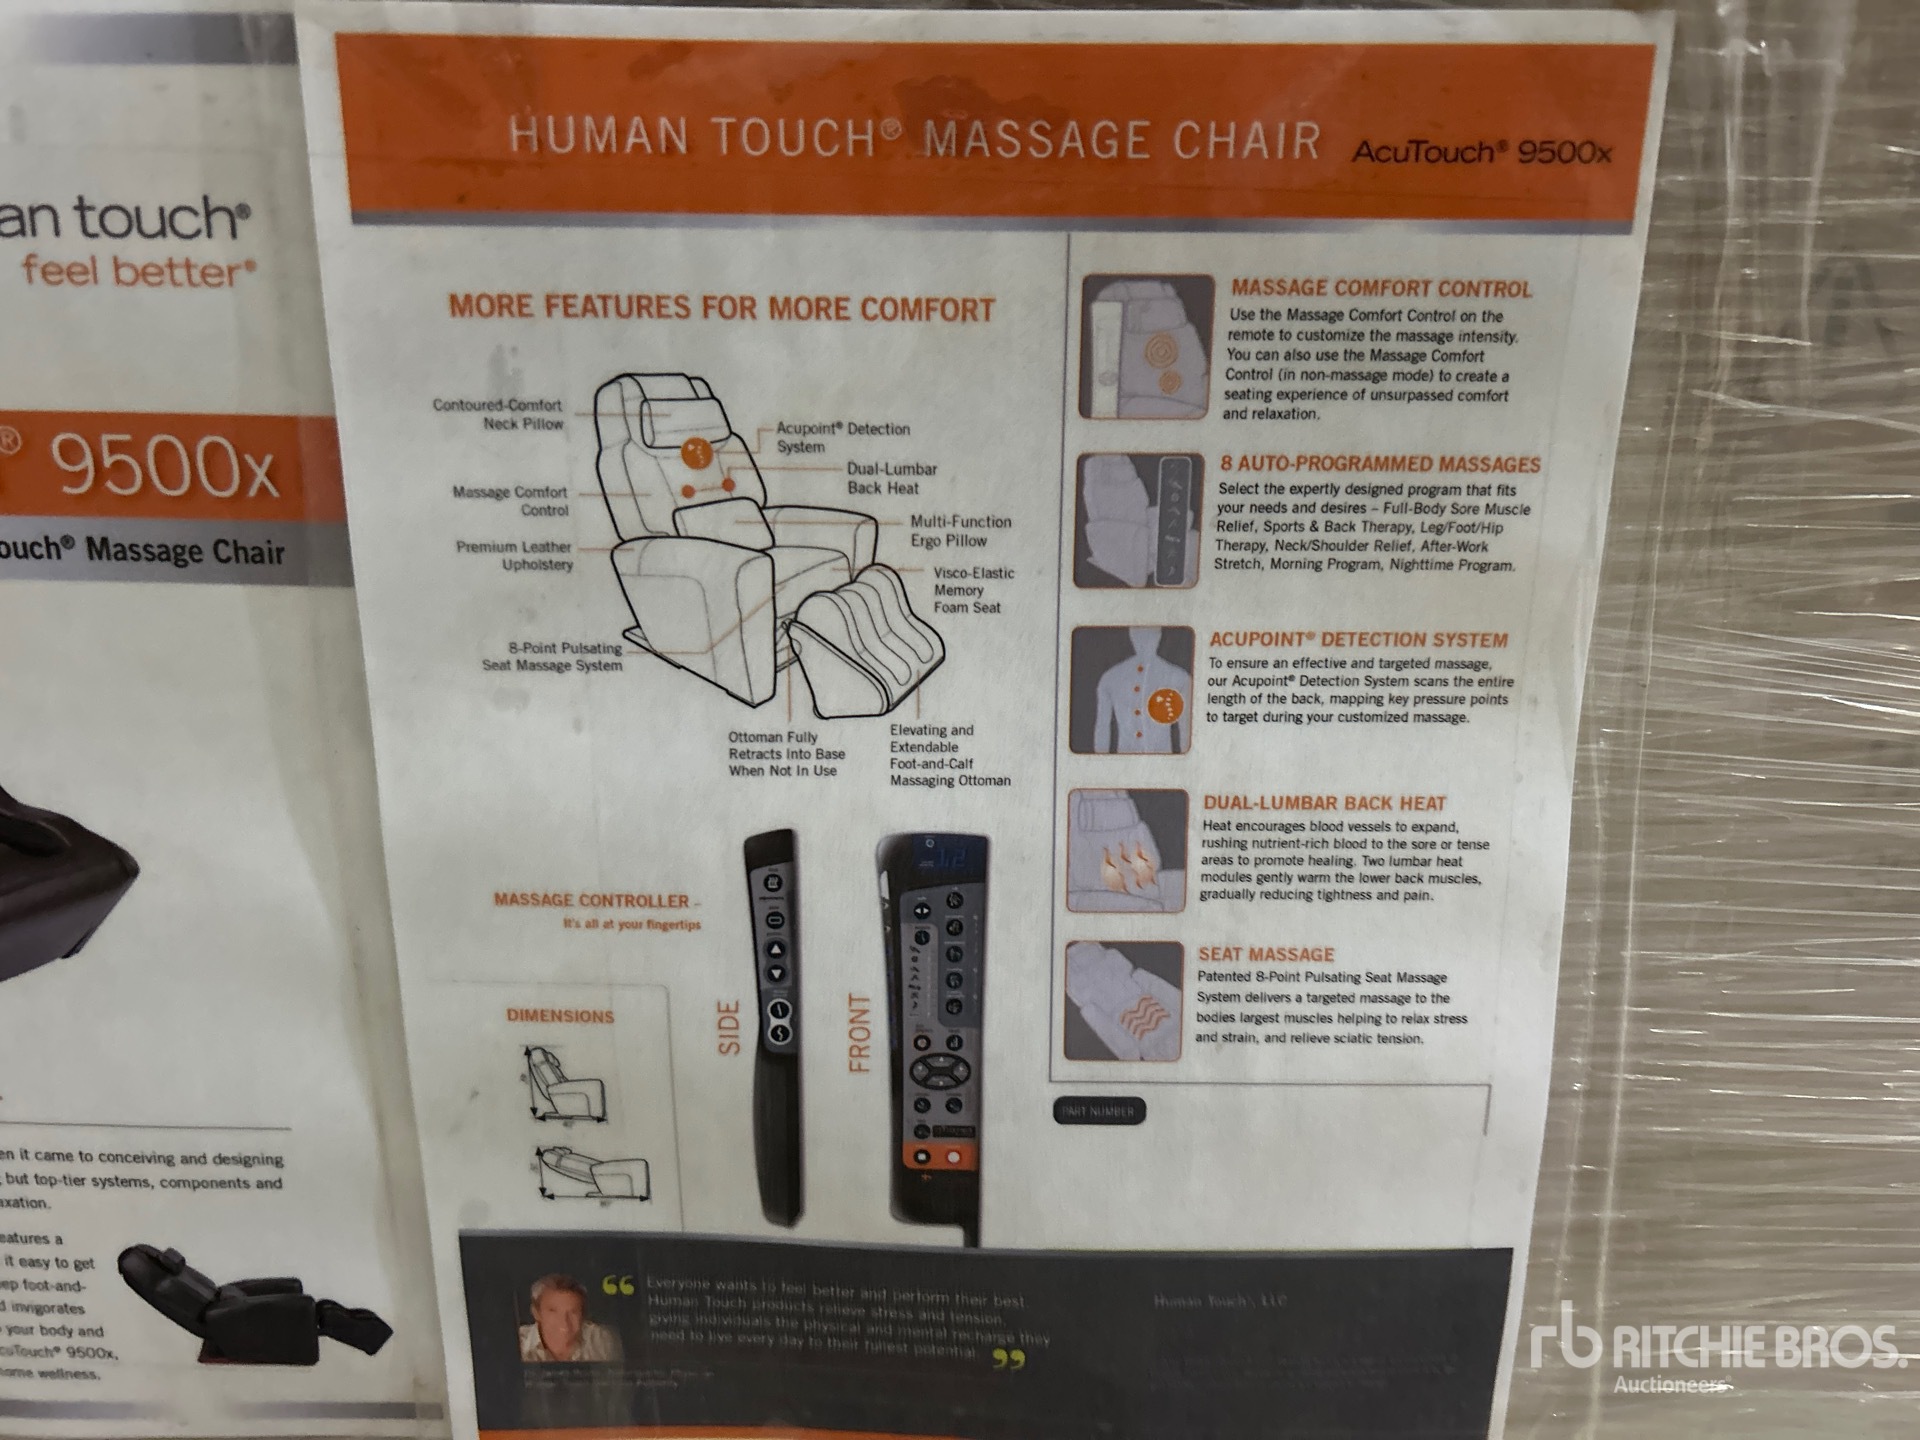 an touch®
feel better®
® 9500x
ouch® Massage Chair
en it came to conceiving and designing
but top-tier systems, components and
axation.
eatures a
it easy to get
ep foot-and-
d invigorates
your body and
cuTouch® 9500x,
ome wellness.
HUMAN TOUCH® MASSAGE CHAIR AcuTouch® 9500x
MORE FEATURES FOR MORE COMFORT
Contoured-Comfort
Neck Pillow
Acupoint® Detection
System
Dual-Lumbar
Back Heat
Massage Comfort
Control
Multi-Function
Ergo Pillow
Premium Leather
Upholstery
Visco-Elastic
Memory
Foam Seat
8-Point Pulsating
Seat Massage System
Ottoman Fully
Retracts Into Base
When Not In Use
Elevating and
Extendable
Foot-and-Calf
Massaging Ottoman
MASSAGE CONTROLLER –
It's all at your fingertips
SIDE
FRONT
DIMENSIONS
MASSAGE COMFORT CONTROL
Use the Massage Comfort Control on the
remote to customize the massage intensity.
You can also use the Massage Comfort
Control (in non-massage mode) to create a
seating experience of unsurpassed comfort
and relaxation.
8 AUTO-PROGRAMMED MASSAGES
Select the expertly designed program that fits
your needs and desires – Full-Body Sore Muscle
Relief, Sports & Back Therapy, Leg/Foot/Hip
Therapy, Neck/Shoulder Relief, After-Work
Stretch, Morning Program, Nighttime Program.
ACUPOINT® DETECTION SYSTEM
To ensure an effective and targeted massage,
our Acupoint® Detection System scans the entire
length of the back, mapping key pressure points
to target during your customized massage.
DUAL-LUMBAR BACK HEAT
Heat encourages blood vessels to expand,
rushing nutrient-rich blood to the sore or tense
areas to promote healing. Two lumbar heat
modules gently warm the lower back muscles,
gradually reducing tightness and pain.
SEAT MASSAGE
Patented 8-Point Pulsating Seat Massage
System delivers a targeted massage to the
bodies largest muscles helping to relax stress
and strain, and relieve sciatic tension.
PART NUMBER
“ Everyone wants to feel better and perform their best.
Human Touch products relieve stress and tension,
giving individuals the physical and mental recharge they
need to live every day to their fullest potential. ”
Human Touch®, LLC
rb RITCHIE BROS.
Auctioneers